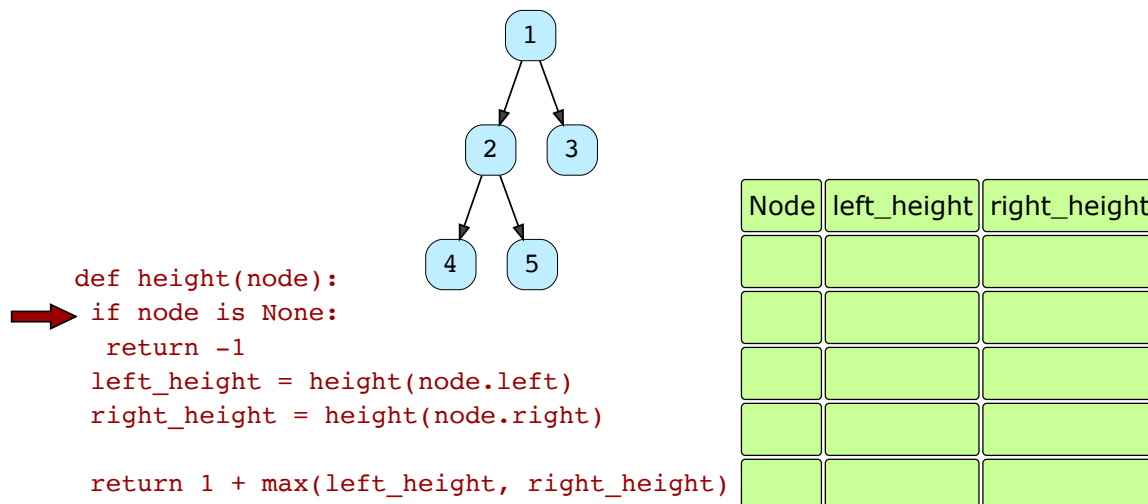 1
2 3
4 5
Node left_height right_height
def height(node):
if node is None:
return -1
left_height = height(node.left)
right_height = height(node.right)
return 1 + max(left_height, right_height)